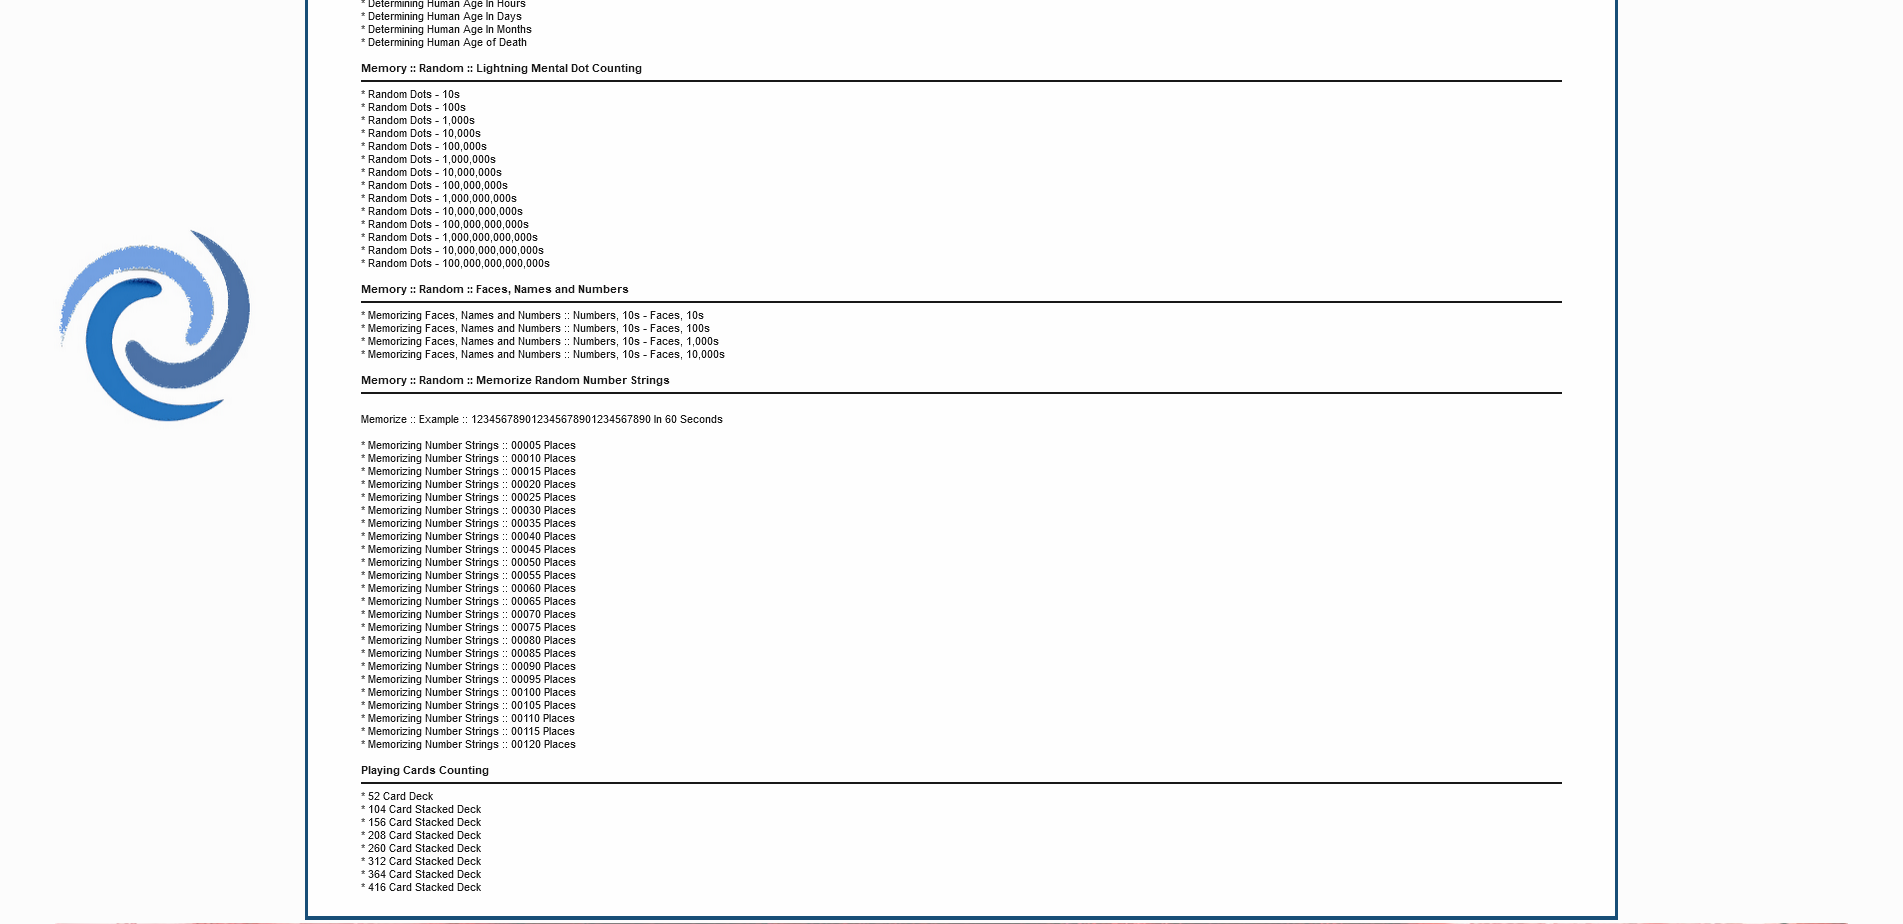 * Determining Human Age In Hours
* Determining Human Age In Days
* Determining Human Age In Months
* Determining Human Age of Death
Memory :: Random :: Lightning Mental Dot Counting
* Random Dots - 10s
* Random Dots - 100s
* Random Dots - 1,000s
* Random Dots - 10,000s
* Random Dots - 100,000s
* Random Dots - 1,000,000s
* Random Dots - 10,000,000s
* Random Dots - 100,000,000s
* Random Dots - 1,000,000,000s
* Random Dots - 10,000,000,000s
* Random Dots - 100,000,000,000s
* Random Dots - 1,000,000,000,000s
* Random Dots - 10,000,000,000,000s
* Random Dots - 100,000,000,000,000s
Memory :: Random :: Faces, Names and Numbers
* Memorizing Faces, Names and Numbers :: Numbers, 10s - Faces, 10s
* Memorizing Faces, Names and Numbers :: Numbers, 10s - Faces, 100s
* Memorizing Faces, Names and Numbers :: Numbers, 10s - Faces, 1,000s
* Memorizing Faces, Names and Numbers :: Numbers, 10s - Faces, 10,000s
Memory :: Random :: Memorize Random Number Strings
Memorize :: Example :: 123456789012345678901234567890 In 60 Seconds
* Memorizing Number Strings :: 00005 Places
* Memorizing Number Strings :: 00010 Places
* Memorizing Number Strings :: 00015 Places
* Memorizing Number Strings :: 00020 Places
* Memorizing Number Strings :: 00025 Places
* Memorizing Number Strings :: 00030 Places
* Memorizing Number Strings :: 00035 Places
* Memorizing Number Strings :: 00040 Places
* Memorizing Number Strings :: 00045 Places
* Memorizing Number Strings :: 00050 Places
* Memorizing Number Strings :: 00055 Places
* Memorizing Number Strings :: 00060 Places
* Memorizing Number Strings :: 00065 Places
* Memorizing Number Strings :: 00070 Places
* Memorizing Number Strings :: 00075 Places
* Memorizing Number Strings :: 00080 Places
* Memorizing Number Strings :: 00085 Places
* Memorizing Number Strings :: 00090 Places
* Memorizing Number Strings :: 00095 Places
* Memorizing Number Strings :: 00100 Places
* Memorizing Number Strings :: 00105 Places
* Memorizing Number Strings :: 00110 Places
* Memorizing Number Strings :: 00115 Places
* Memorizing Number Strings :: 00120 Places
Playing Cards Counting
* 52 Card Deck
* 104 Card Stacked Deck
* 156 Card Stacked Deck
* 208 Card Stacked Deck
* 260 Card Stacked Deck
* 312 Card Stacked Deck
* 364 Card Stacked Deck
* 416 Card Stacked Deck